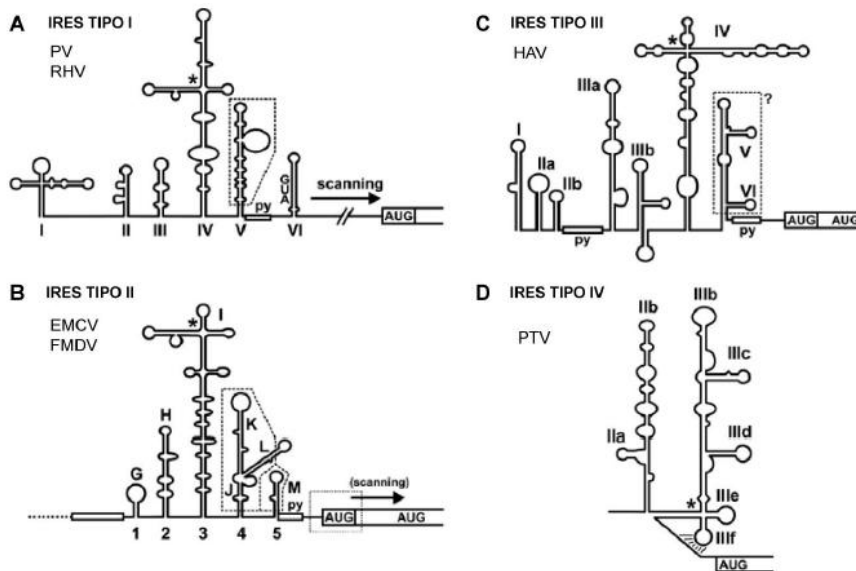 A IRES TIPO I
PV
RHV
*
GUA
scanning
py
AUG
I II III IV V VI
B IRES TIPO II
EMCV
FMDV
*
I
H
K
L
G
J
M
(scanning)
py
AUG AUG
1 2 3 4 5
C IRES TIPO III
HAV
*
IV
IIIa
?
I
IIa
IIIb
V
IIb
VI
py
py
AUG AUG
D IRES TIPO IV
PTV
IIb
IIIb
IIIc
IIa
IIId
*
IIIe
IIIf
AUG